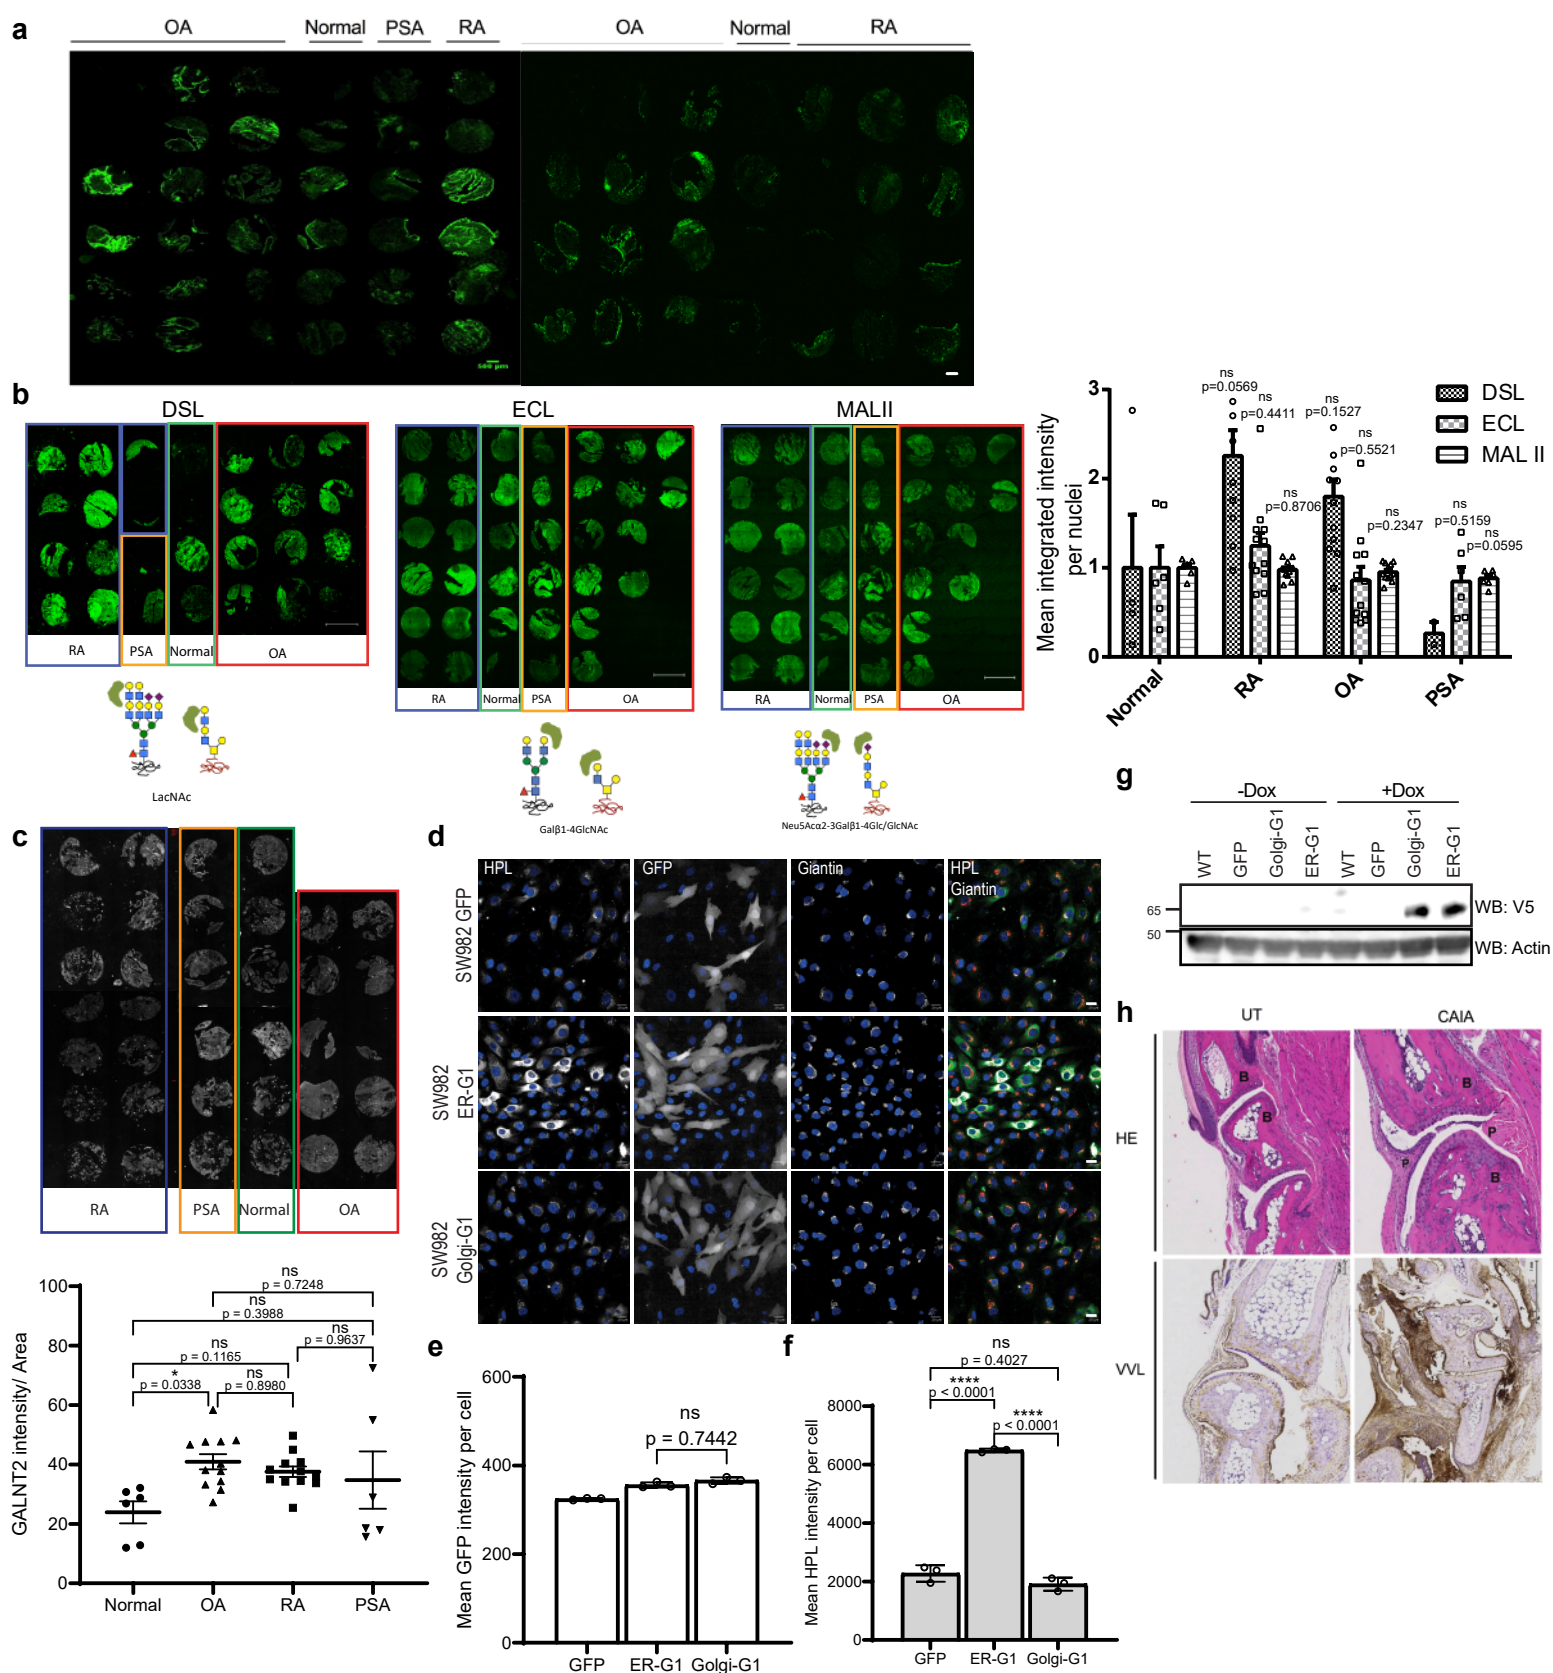 a
OA Normal PSA RA OA Normal RA
500 µm
b
DSL ECL MALII
RA PSA Normal OA
RA Normal PSA OA
RA Normal PSA OA
LacNAc
Galβ1-4GlcNAc
Neu5Acα2-3Galβ1-4Glc/GlcNAc
Mean integrated intensity
per nuclei
3
2
1
0
ns
p=0.0569
ns
p=0.4411
ns
p=0.8706
ns
p=0.1527
ns
p=0.5521
ns
p=0.2347
ns
p=0.5159
ns
p=0.0595
DSL
ECL
MAL II
Normal RA OA PSA
c
RA PSA Normal OA
GALNT2 intensity/ Area
100
80
60
40
20
0
ns
p = 0.7248
ns
p = 0.3988
ns
p = 0.9637
ns
p = 0.1165
*
p = 0.0338
ns
p = 0.8980
Normal OA RA PSA
d
HPL GFP Giantin HPL
Giantin
SW982 GFP
SW982
ER-G1
SW982
Golgi-G1
e
Mean GFP intensity per cell
600
400
200
0
ns
p = 0.7442
GFP ER-G1 Golgi-G1
f
Mean HPL intensity per cell
8000
6000
4000
2000
0
ns
p = 0.4027
****
p < 0.0001
****
p < 0.0001
GFP ER-G1 Golgi-G1
g
-Dox +Dox
WT GFP Golgi-G1 ER-G1 WT GFP Golgi-G1 ER-G1
65
50
WB: V5
WB: Actin
h
UT CAIA
HE
B
B
B
P
P
B
VVL